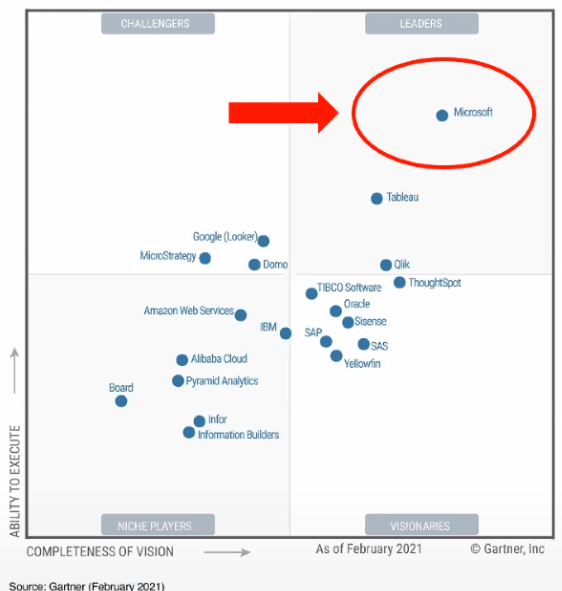 CHALLENGERS
LEADERS
Microsoft
Tableau
Google (Looker)
MicroStrategy
Domo
Qlik
ThoughtSpot
TIBCO Software
Oracle
Amazon Web Services
Sisense
IBM
SAP
SAS
Yellowfin
Alibaba Cloud
Pyramid Analytics
Board
Infor
Information Builders
ABILITY TO EXECUTE
NICHE PLAYERS
VISIONARIES
COMPLETENESS OF VISION
As of February 2021
© Gartner, Inc
Source: Gartner (February 2021)